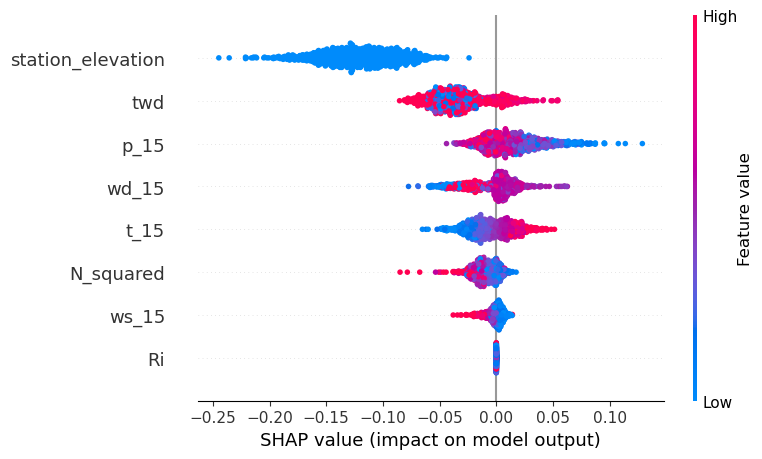 High
station_elevation
twd
p_15
wd_15
t_15
N_squared
ws_15
Ri
Feature value
Low
−0.25 −0.20 −0.15 −0.10 −0.05 0.00 0.05 0.10
SHAP value (impact on model output)